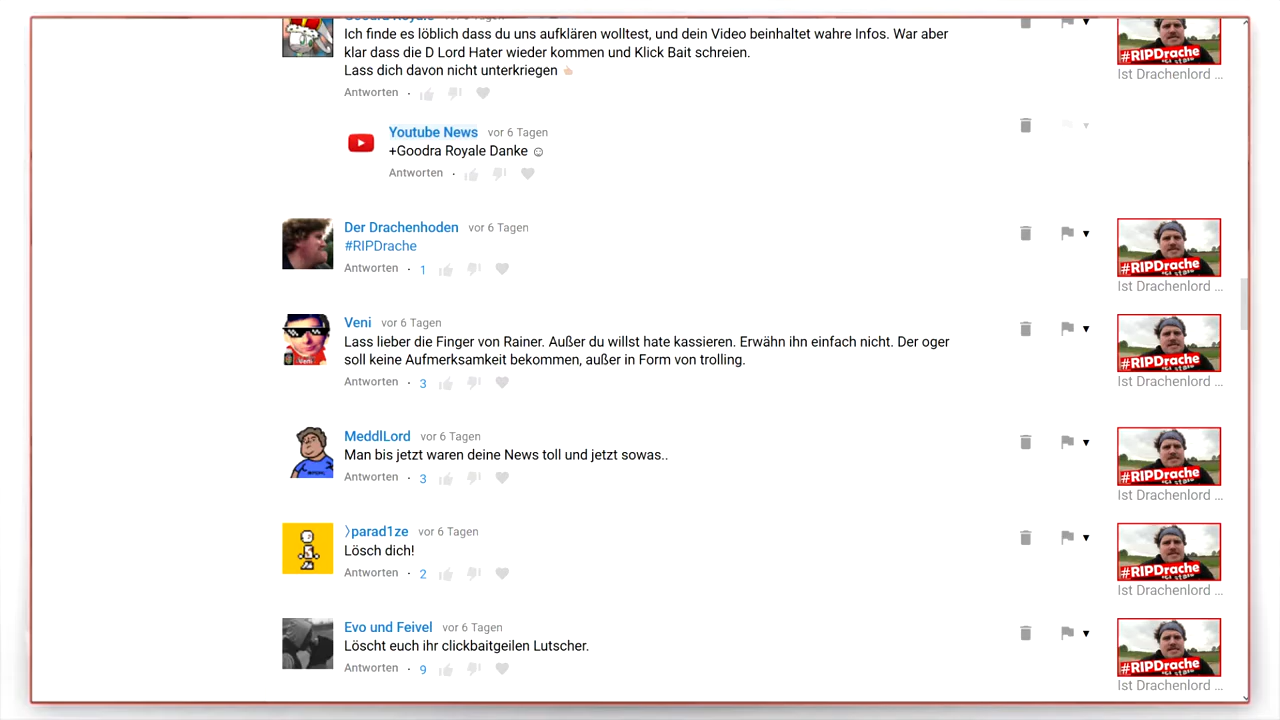 Goodra Royale vor 6 Tagen
Ich finde es löblich dass du uns aufklären wolltest, und dein Video beinhaltet wahre Infos. War aber
klar dass die D Lord Hater wieder kommen und Klick Bait schreien.
Lass dich davon nicht unterkriegen 👆🏻
Antworten ·
#RIPDrache
Ist Drachenlord ...
Youtube News vor 6 Tagen
+Goodra Royale Danke ☺
Antworten ·
Der Drachenhoden vor 6 Tagen
#RIPDrache
Antworten · 1
#RIPDrache
Ist Drachenlord ...
Veni vor 6 Tagen
Lass lieber die Finger von Rainer. Außer du willst hate kassieren. Erwähn ihn einfach nicht. Der oger
soll keine Aufmerksamkeit bekommen, außer in Form von trolling.
Antworten · 3
Veni
#RIPDrache
Ist Drachenlord ...
MeddlLord vor 6 Tagen
Man bis jetzt waren deine News toll und jetzt sowas..
Antworten · 3
#RIPDrache
Ist Drachenlord ...
〉parad1ze vor 6 Tagen
Lösch dich!
Antworten · 2
#RIPDrache
Ist Drachenlord ...
Evo und Feivel vor 6 Tagen
Löscht euch ihr clickbaitgeilen Lutscher.
Antworten · 9
#RIPDrache
Ist Drachenlord ...